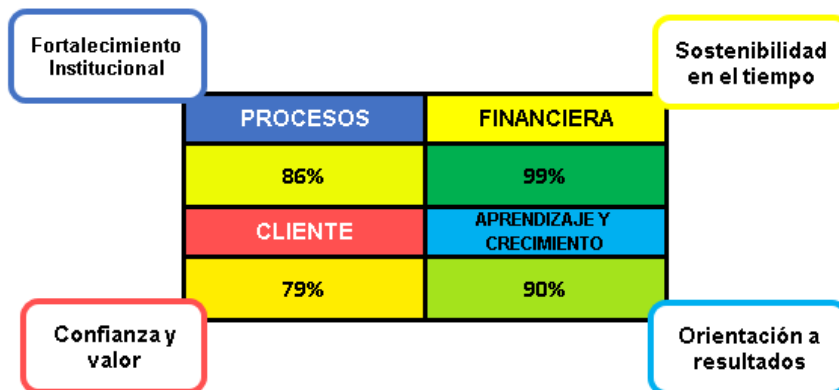 Fortalecimiento
Institucional
Sostenibilidad
en el tiempo
PROCESOS
FINANCIERA
86%
99%
CLIENTE
APRENDIZAJE Y
CRECIMIENTO
79%
90%
Confianza y
valor
Orientación a
resultados